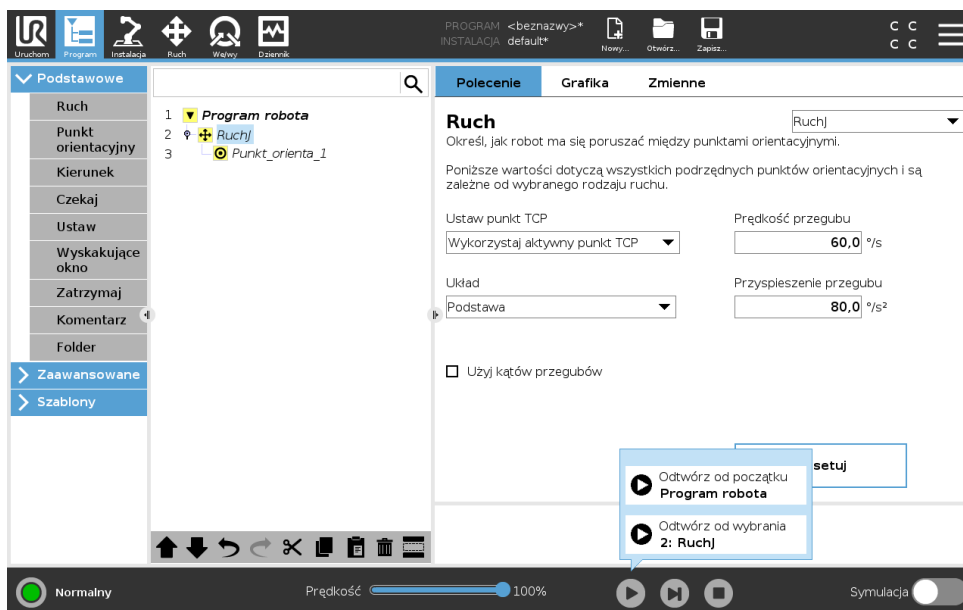 UR
Uruchom
Program
Instalacja
Ruch
We/wy
Dziennik
PROGRAM <beznazwy>*
INSTALACJA default*
Nowy...
Otwórz...
Zapisz...
C C
C C
Podstawowe
Ruch
Punkt
orientacyjny
Kierunek
Czekaj
Ustaw
Wyskakujące
okno
Zatrzymaj
Komentarz
Folder
Zaawansowane
Szablony
1 Program robota
2 RuchJ
3 Punkt_orienta_1
Polecenie Grafika Zmienne
Ruch
RuchJ
Określ, jak robot ma się poruszać między punktami orientacyjnymi.
Poniższe wartości dotyczą wszystkich podrzędnych punktów orientacyjnych i są
zależne od wybranego rodzaju ruchu.
Ustaw punkt TCP
Wykorzystaj aktywny punkt TCP
Prędkość przegubu
60,0 °/s
Układ
Podstawa
Przyspieszenie przegubu
80,0 °/s²
Użyj kątów przegubów
setuj
Odtwórz od początku
Program robota
Odtwórz od wybrania
2: RuchJ
Normalny
Prędkość 100%
Symulacja